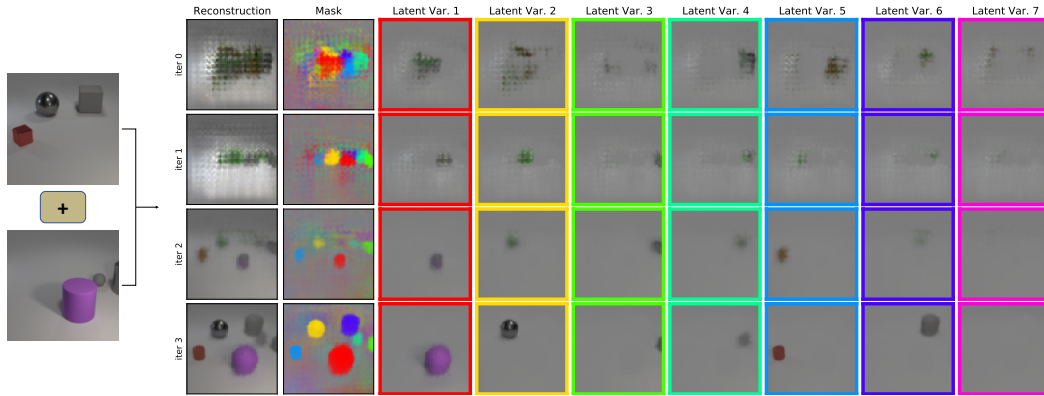 Reconstruction Mask Latent Var. 1 Latent Var. 2 Latent Var. 3 Latent Var. 4 Latent Var. 5 Latent Var. 6 Latent Var. 7
iter 0
iter 1
+
iter 2
iter 3